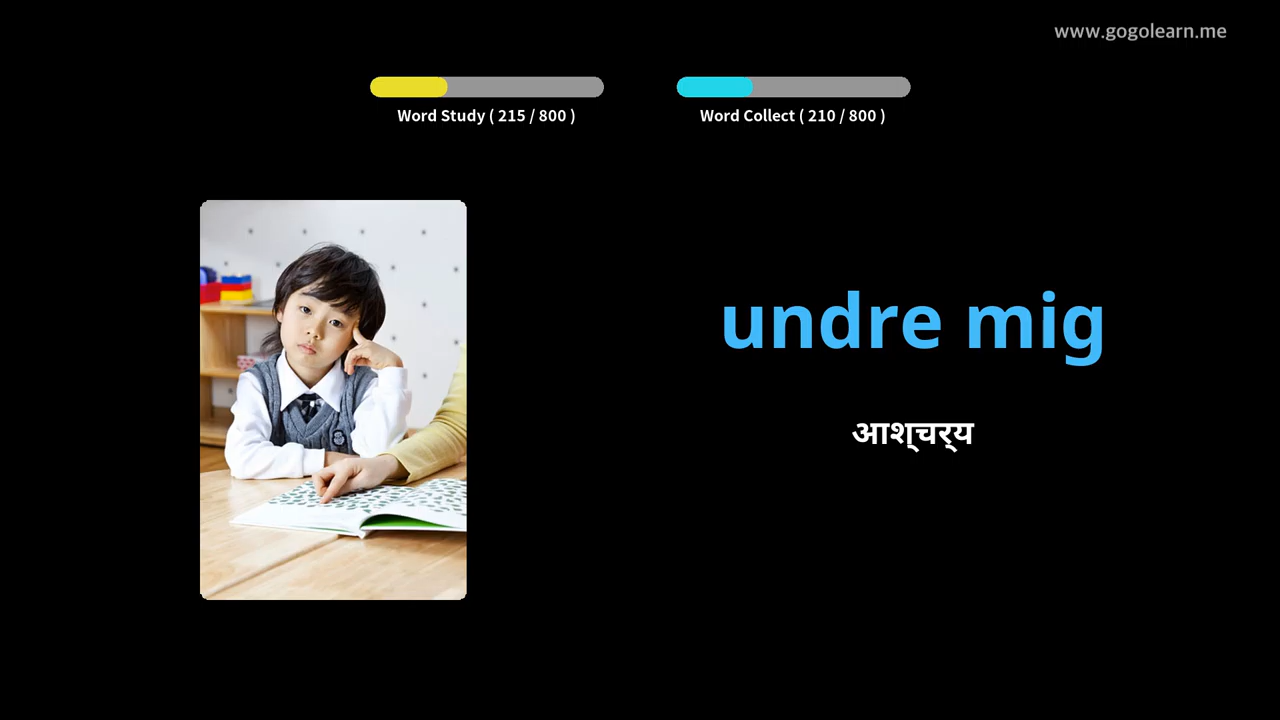 www.gogolearn.me
Word Study ( 215 / 800 )
Word Collect ( 210 / 800 )
undre mig
आश्चर्य